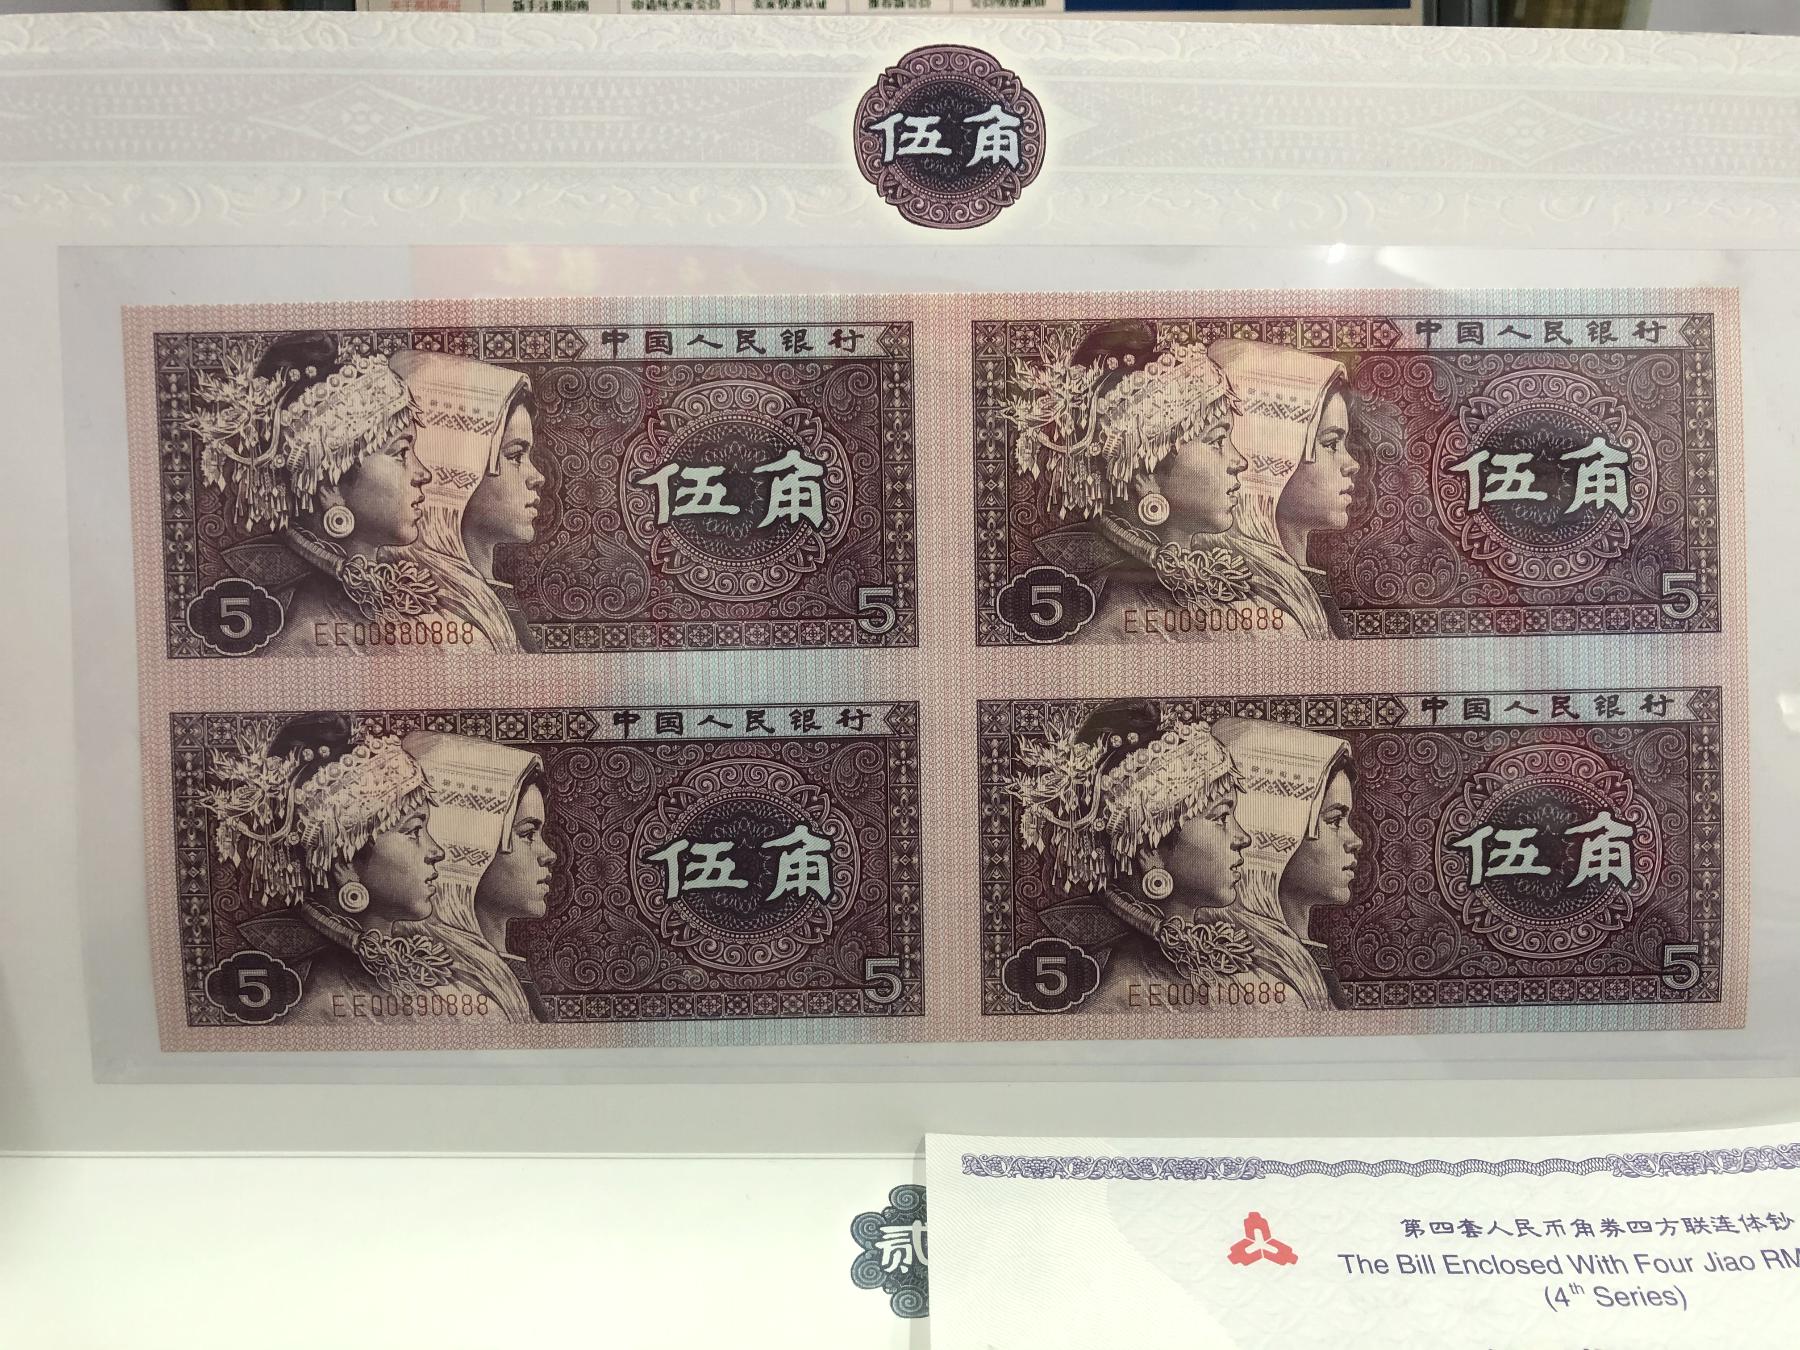 伍角
中国人民银行
伍角
5
5
EE00880888
中国人民银行
伍角
5
5
EE00900888
中国人民银行
伍角
5
5
EE00890888
中国人民银行
伍角
5
5
EE00910888
贰
第四套人民币角券四方联连体钞
The Bill Enclosed With Four Jiao RM
(4th Series)